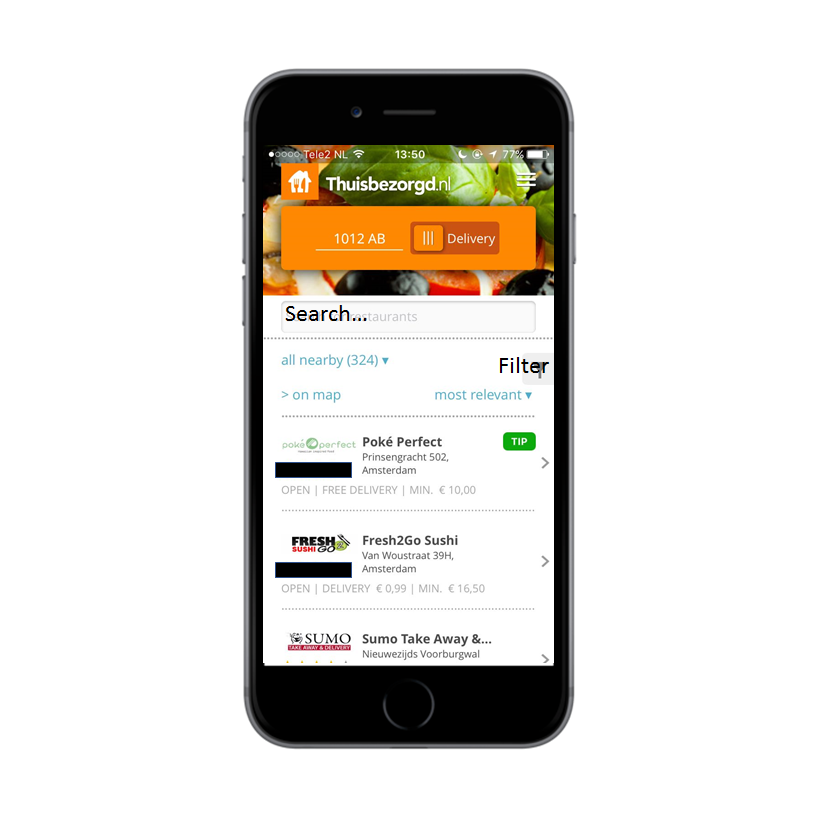 Tele2 NL 13:50 77%
Thuisbezorgd.nl
1012 AB Delivery
Search... restaurants
all nearby (324) ▾ Filter
> on map most relevant ▾
poké perfect
Poké Perfect TIP
Prinsengracht 502,
Amsterdam
OPEN | FREE DELIVERY | MIN. € 10,00
FRESH
SUSHI GO
Fresh2Go Sushi
Van Woustraat 39H,
Amsterdam
OPEN | DELIVERY € 0,99 | MIN. € 16,50
SUMO
TAKE AWAY & DELIVERY
Sumo Take Away &...
Nieuwezijds Voorburgwal